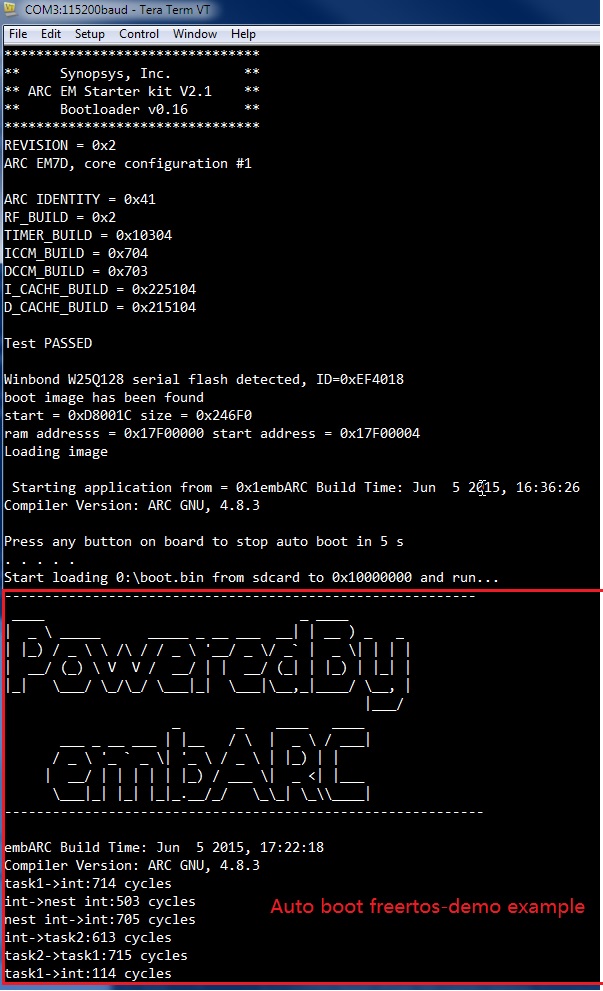 COM3:115200baud - Tera Term VT
File Edit Setup Control Window Help
********************************
** Synopsys, Inc. **
** ARC EM Starter kit V2.1 **
** Bootloader v0.16 **
********************************
REVISION = 0x2
ARC EM7D, core configuration #1
ARC IDENTITY = 0x41
RF_BUILD = 0x2
TIMER_BUILD = 0x10304
ICCM_BUILD = 0x704
DCCM_BUILD = 0x703
I_CACHE_BUILD = 0x225104
D_CACHE_BUILD = 0x215104
Test PASSED
Winbond W25Q128 serial flash detected, ID=0xEF4018
boot image has been found
start = 0xD8001C size = 0x246F0
ram addresss = 0x17F00000 start address = 0x17F00004
Loading image
Starting application from = 0x1embARC Build Time: Jun  5 2015, 16:36:26
Compiler Version: ARC GNU, 4.8.3
Press any button on board to stop auto boot in 5 s
. . . . .
Start loading 0:\boot.bin from sdcard to 0x10000000 and run...
PoweredBy
embARC
embARC Build Time: Jun  5 2015, 17:22:18
Compiler Version: ARC GNU, 4.8.3
task1->int:714 cycles
int->nest int:503 cycles
nest int->int:705 cycles
int->task2:613 cycles
task2->task1:715 cycles
task1->int:114 cycles
Auto boot freertos-demo example